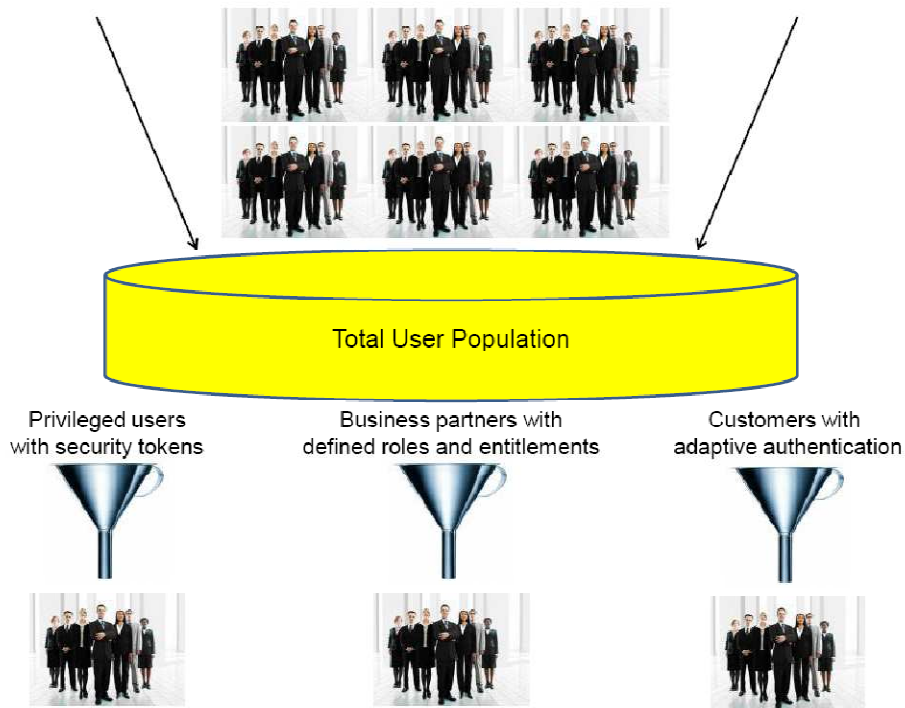 Total User Population
Privileged users
with security tokens
Business partners with
defined roles and entitlements
Customers with
adaptive authentication